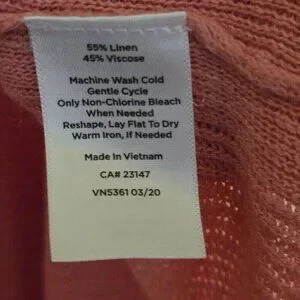 55% Linen
45% Viscose
Machine Wash Cold
Gentle Cycle
Only Non-Chlorine Bleach
When Needed
Reshape, Lay Flat To Dry
Warm Iron, If Needed
Made in Vietnam
CA# 23147
VN5361 03/20